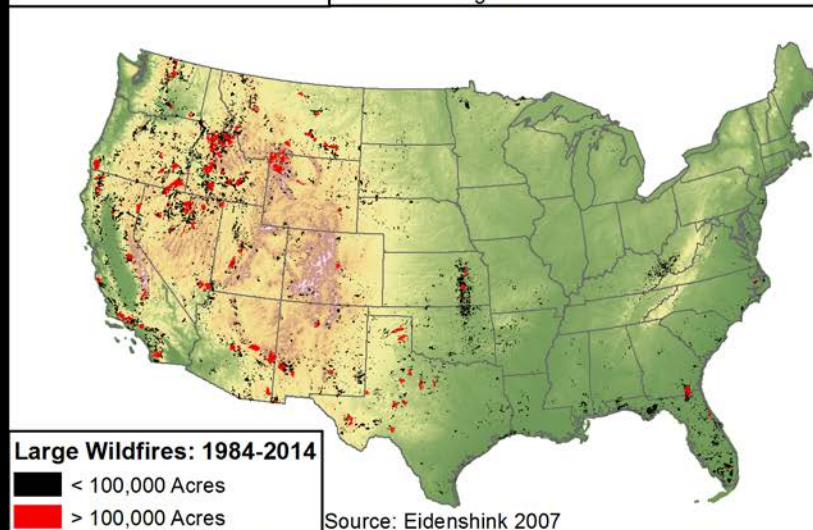 Large Wildfires: 1984-2014
< 100,000 Acres
> 100,000 Acres
Source: Eidenshink 2007